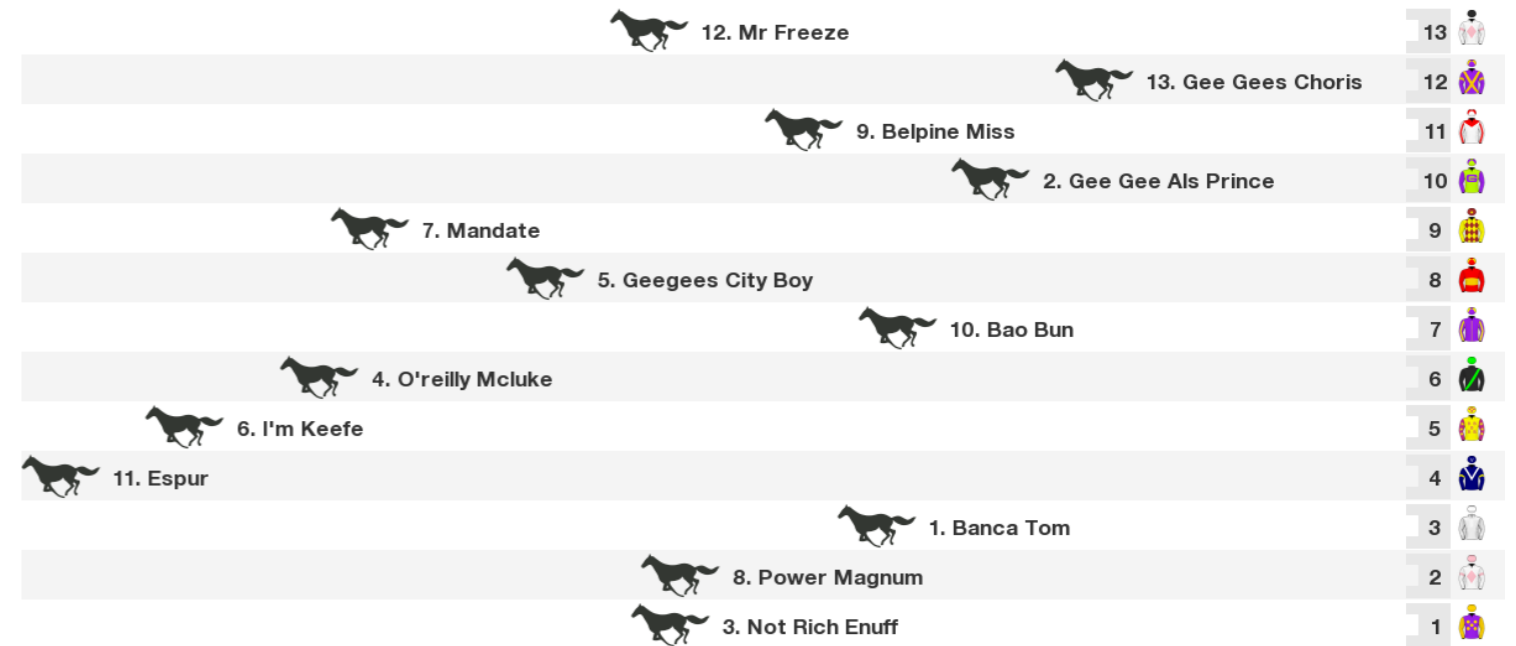 12. Mr Freeze 13
13. Gee Gees Choris 12
9. Belpine Miss 11
2. Gee Gee Als Prince 10
7. Mandate 9
5. Geegees City Boy 8
10. Bao Bun 7
4. O'reilly Mcluke 6
6. I'm Keefe 5
11. Espur 4
1. Banca Tom 3
8. Power Magnum 2
3. Not Rich Enuff 1